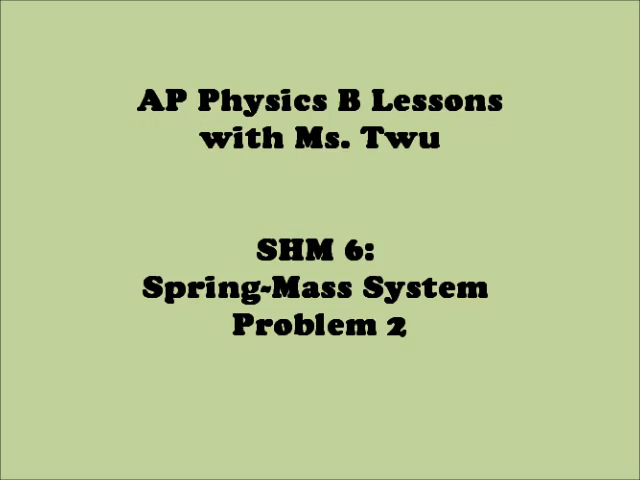 AP Physics B Lessons
with Ms. Twu
SHM 6:
Spring-Mass System
Problem 2